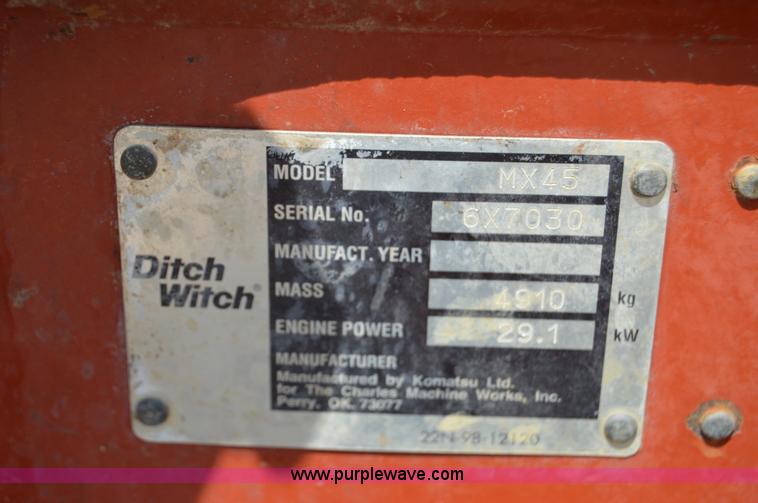 MODEL MX45
SERIAL No. 6X7030
MANUFACT. YEAR
Ditch
Witch®
MASS 4910 kg
ENGINE POWER 29.1 kW
MANUFACTURER
Manufactured by Komatsu Ltd.
for The Charles Machine Works, Inc.
Perry, OK. 73077
22N-98-12120
www.purplewave.com